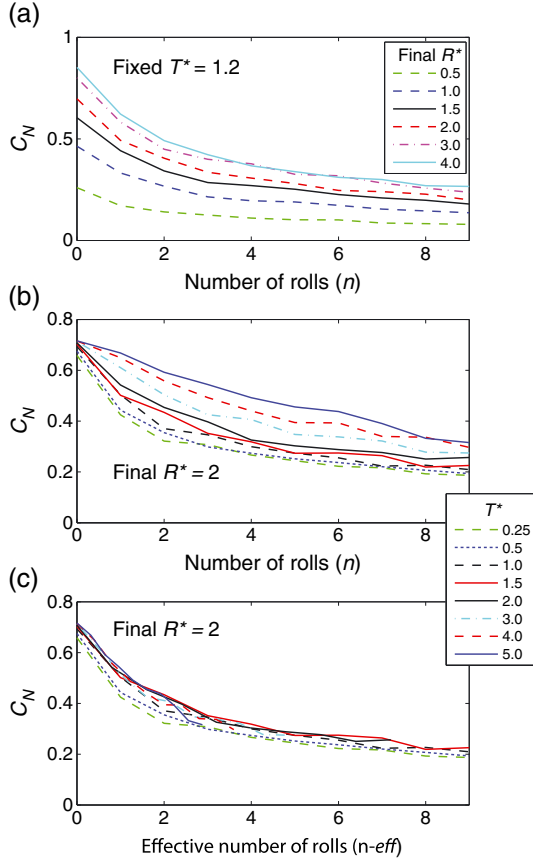 (a)
1
0.5
0
C_N
Fixed T* = 1.2
Final R*
0.5
1.0
1.5
2.0
3.0
4.0
0 2 4 6 8
Number of rolls (n)
(b)
0.8
0.6
0.4
0.2
0
C_N
Final R* = 2
0 2 4 6 8
Number of rolls (n)
T*
0.25
0.5
1.0
1.5
2.0
3.0
4.0
5.0
(c)
0.8
0.6
0.4
0.2
0
C_N
Final R* = 2
0 2 4 6 8
Effective number of rolls (n-eff)